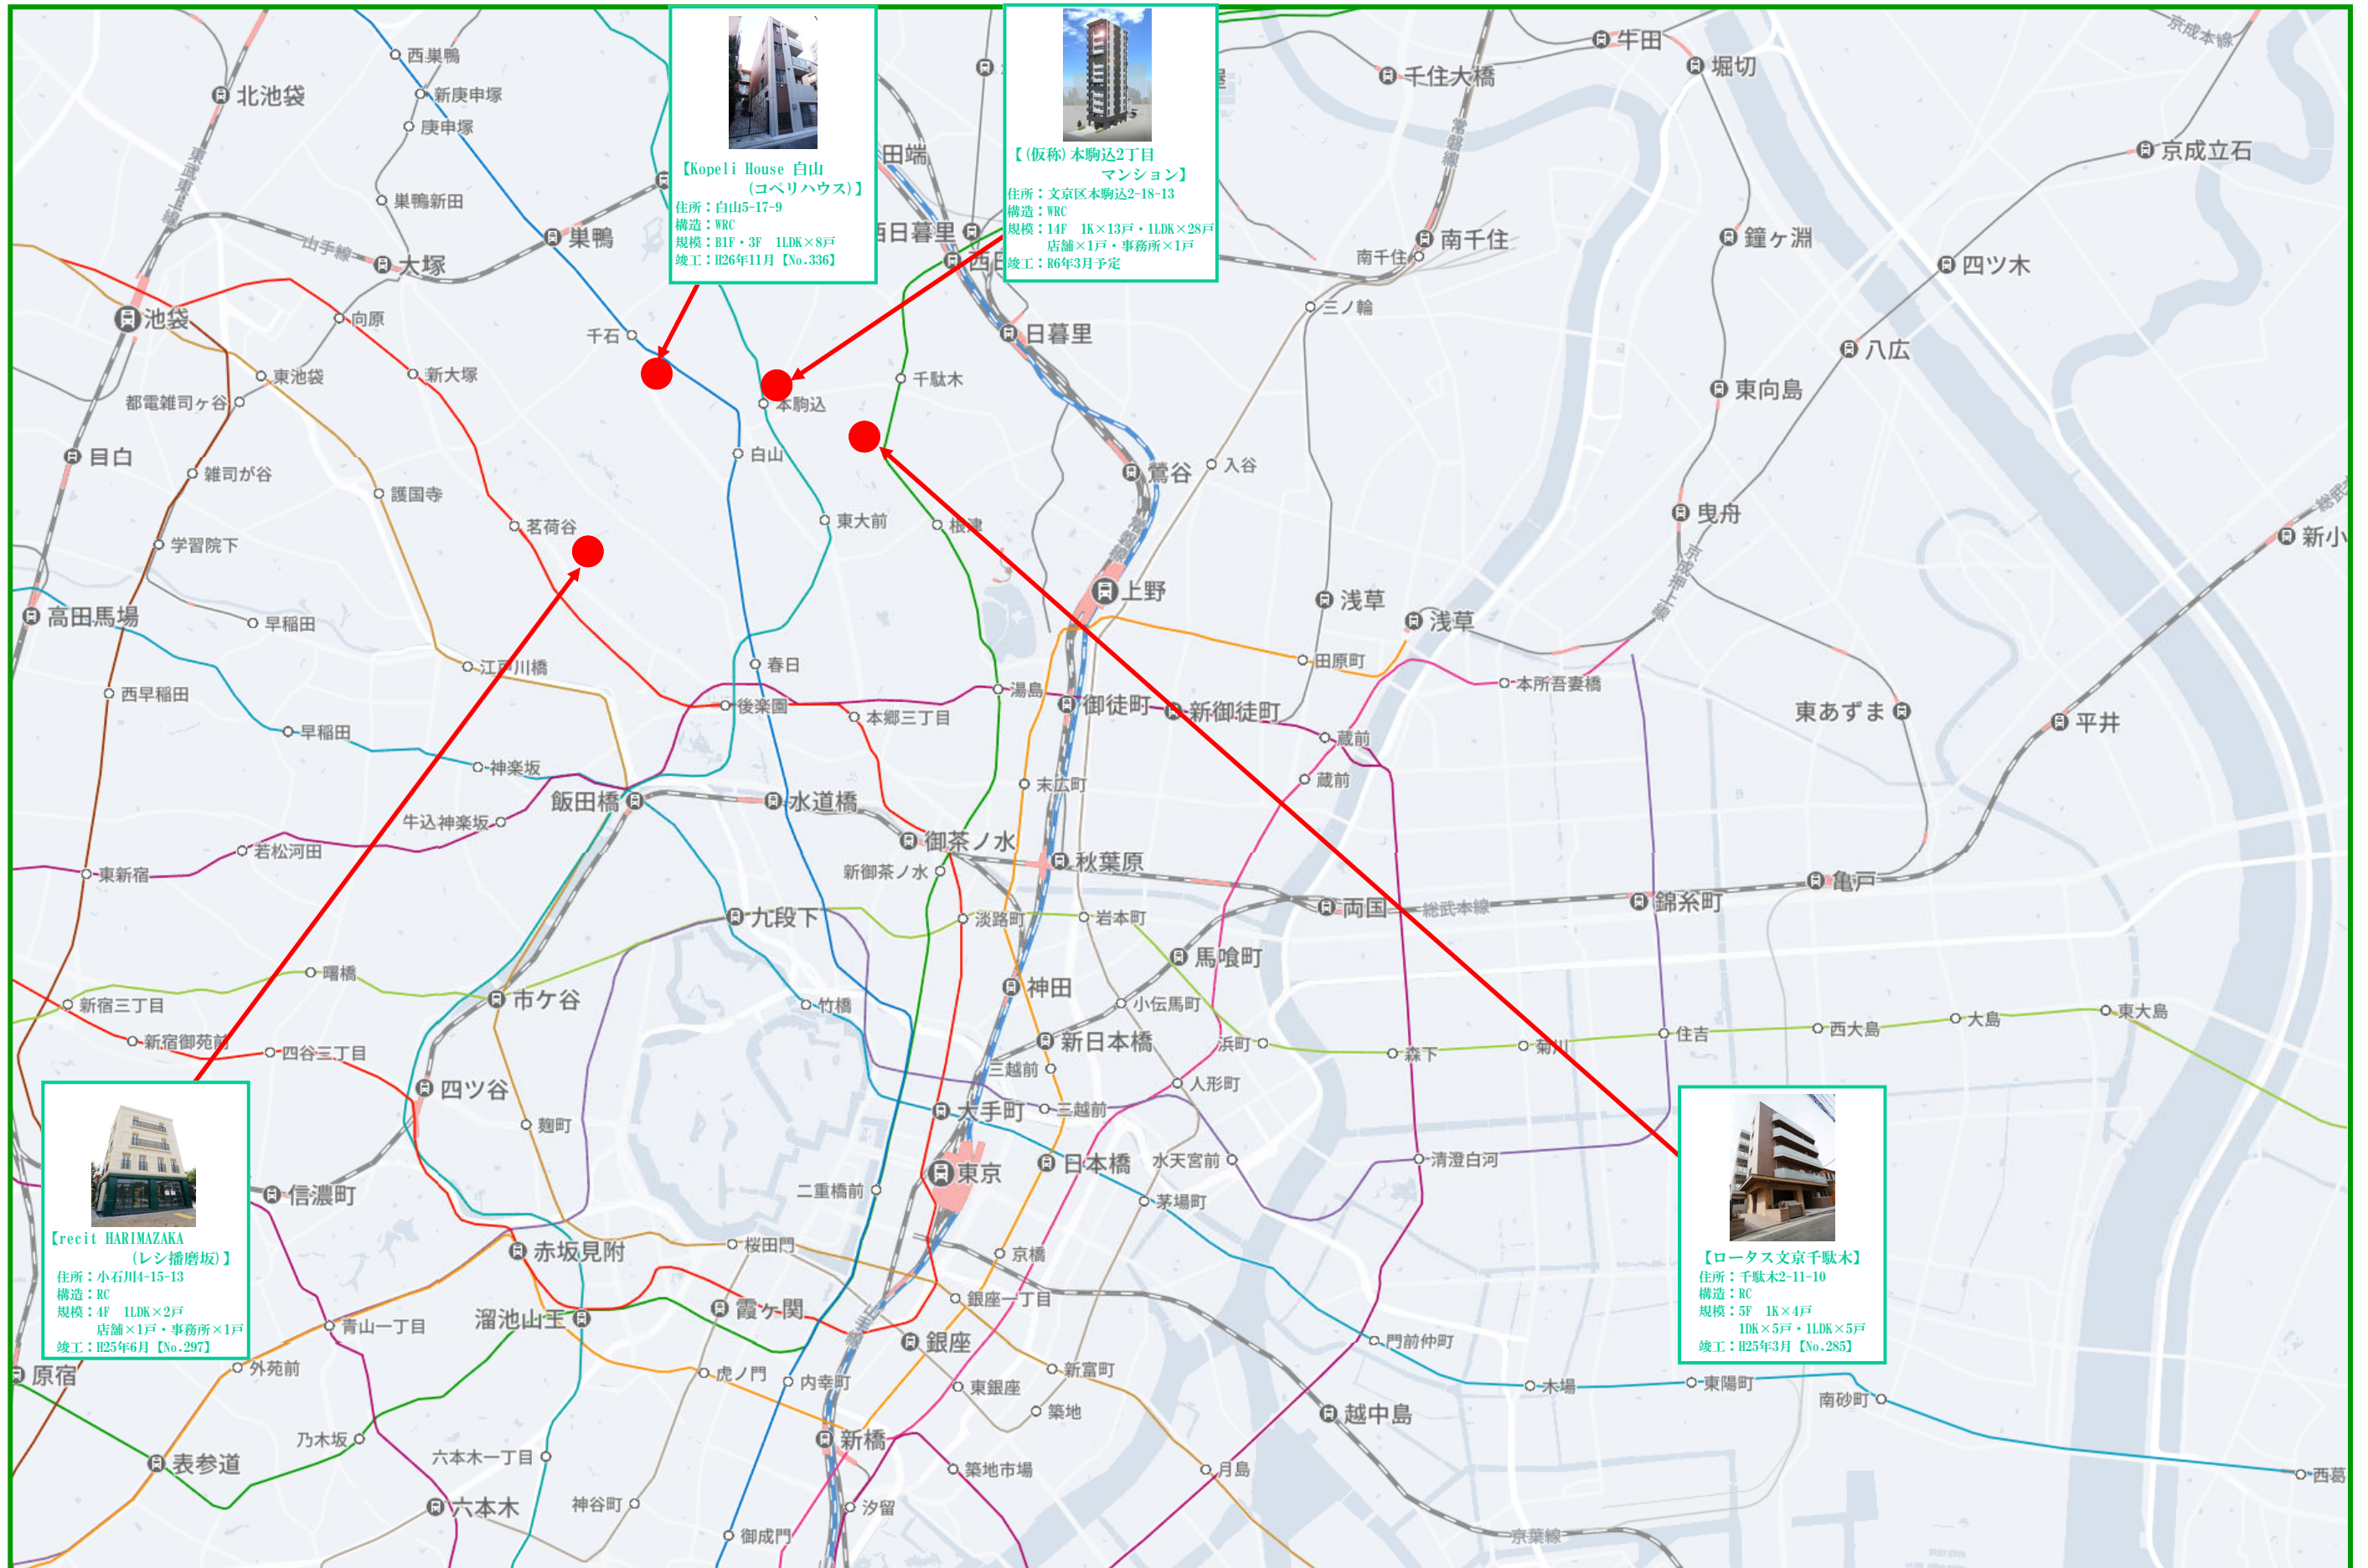 【Kopeli House 白山
(コペリハウス)】
住所：白山5-17-9
構造：WRC
規模：B1F・3F 1LDK×8戸
竣工：H26年11月【No.336】
【(仮称)本駒込2丁目
マンション】
住所：文京区本駒込2-18-13
構造：WRC
規模：14F 1K×13戸・1LDK×28戸
店舗×1戸・事務所×1戸
竣工：R6年3月予定
【recit HARIMAZAKA
(レシ播磨坂)】
住所：小石川4-15-13
構造：RC
規模：4F 1LDK×2戸
店舗×1戸・事務所×1戸
竣工：H25年6月【No.297】
【ロータス文京千駄木】
住所：千駄木2-11-10
構造：RC
規模：5F 1K×4戸
1DK×5戸・1LDK×5戸
竣工：H25年3月【No.285】
京成本線
牛田
西巣鴨
堀切
千住大橋
北池袋
新庚申塚
庚申塚
常磐線
京成立石
田端
東武東上線
巣鴨新田
西日暮里
巣鴨
南千住
鐘ヶ淵
山手線
南千住
大塚
四ツ木
三ノ輪
池袋
向原
千石
日暮里
八広
東池袋
新大塚
千駄木
東向島
都電雑司ヶ谷
本駒込
目白
白山
入谷
鶯谷
雑司が谷
護国寺
曳舟
茗荷谷
東大前
根津
常磐線
新小
総武本
学習院下
京成押上線
上野
浅草
高田馬場
早稲田
浅草
江戸川橋
春日
田原町
西早稲田
湯島
本所吾妻橋
後楽園
本郷三丁目
御徒町
新御徒町
東あずま
平井
早稲田
蔵前
神楽坂
蔵前
末広町
飯田橋
水道橋
牛込神楽坂
御茶ノ水
若松河田
秋葉原
東新宿
新御茶ノ水
亀戸
錦糸町
両国
総武本線
九段下
淡路町
岩本町
馬喰町
曙橋
市ケ谷
神田
新宿三丁目
竹橋
小伝馬町
東大島
大島
西大島
住吉
新宿御苑前
四谷三丁目
新日本橋
浜町
森下
菊川
三越前
四ツ谷
人形町
大手町
三越前
麹町
東京
日本橋
水天宮前
清澄白河
信濃町
二重橋前
茅場町
赤坂見附
桜田門
京橋
銀座一丁目
霞ヶ関
溜池山王
青山一丁目
銀座
門前仲町
外苑前
原宿
虎ノ門
内幸町
東銀座
新富町
木場
東陽町
南砂町
築地
越中島
乃木坂
新橋
六本木一丁目
表参道
築地市場
月島
西葛
六本木
神谷町
汐留
御成門
京葉線